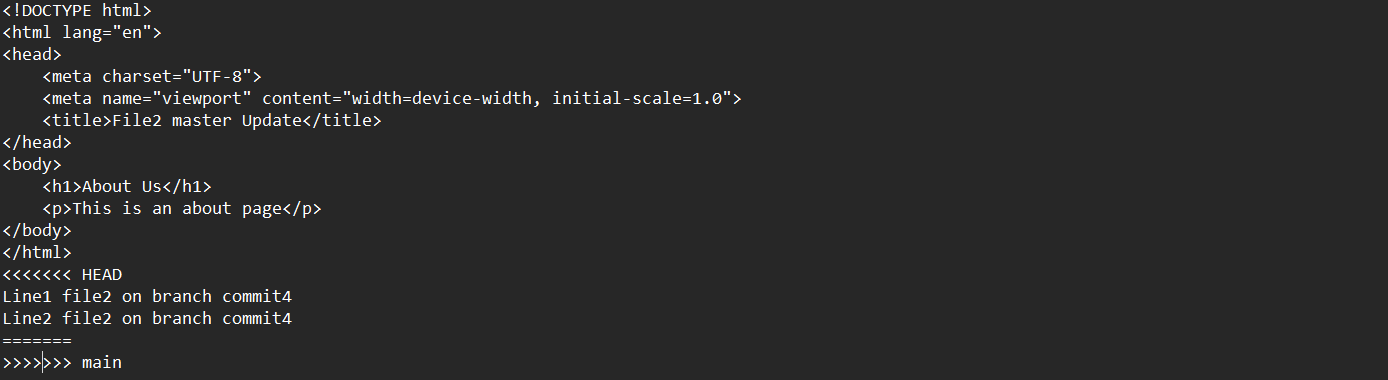 <!DOCTYPE html>
<html lang="en">
<head>
    <meta charset="UTF-8">
    <meta name="viewport" content="width=device-width, initial-scale=1.0">
    <title>File2 master Update</title>
</head>
<body>
    <h1>About Us</h1>
    <p>This is an about page</p>
</body>
</html>
<<<<<<< HEAD
Line1 file2 on branch commit4
Line2 file2 on branch commit4
=======
>>>>>>> main